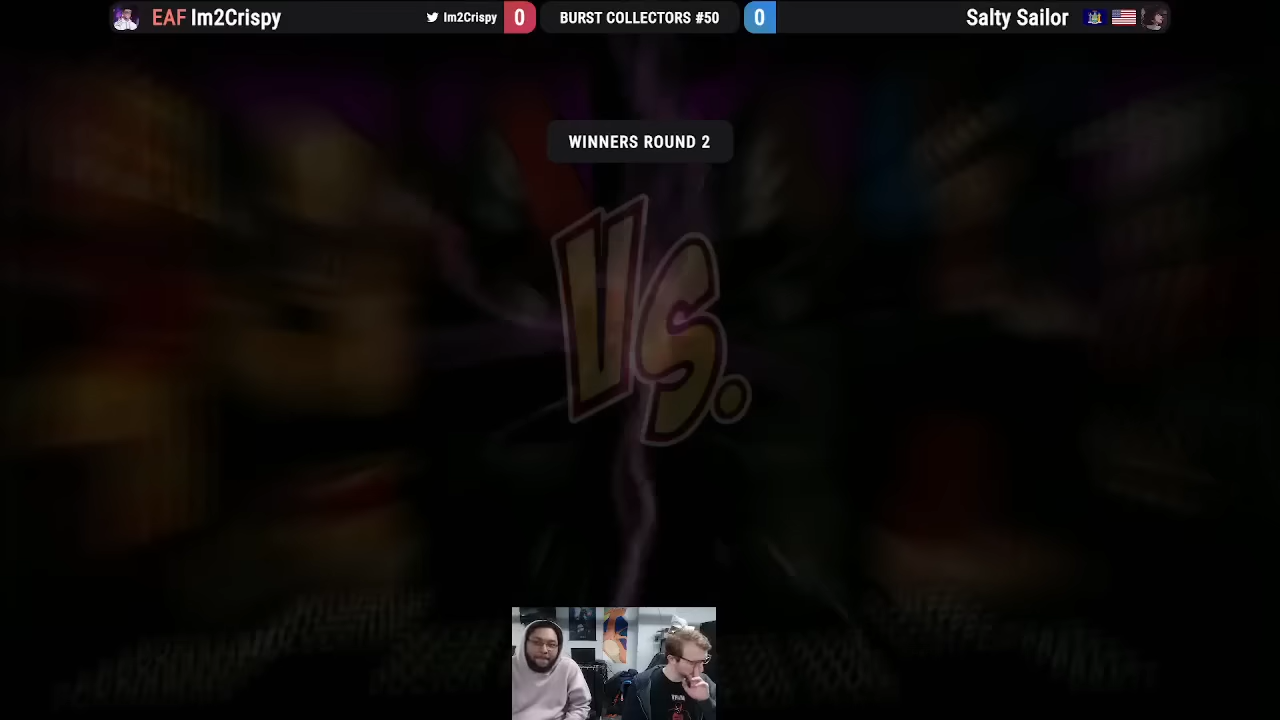 EAF Im2Crispy
Im2Crispy
0
BURST COLLECTORS #50
0
Salty Sailor
WINNERS ROUND 2
VS.